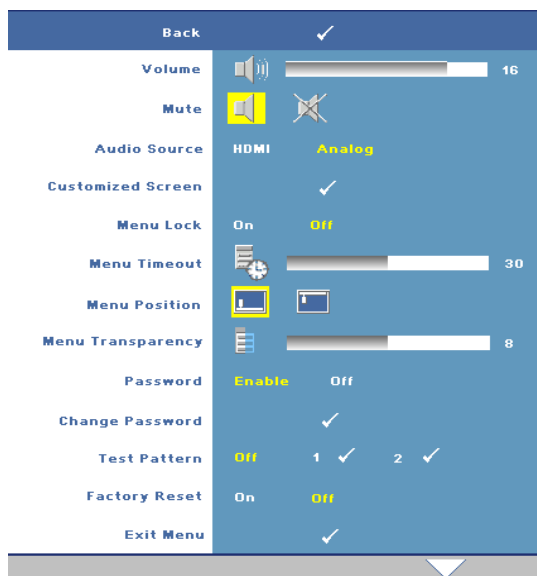 Back
Volume 16
Mute
Audio Source HDMI Analog
Customized Screen
Menu Lock On Off
Menu Timeout 30
Menu Position
Menu Transparency 8
Password Enable Off
Change Password
Test Pattern Off 1 2
Factory Reset On Off
Exit Menu